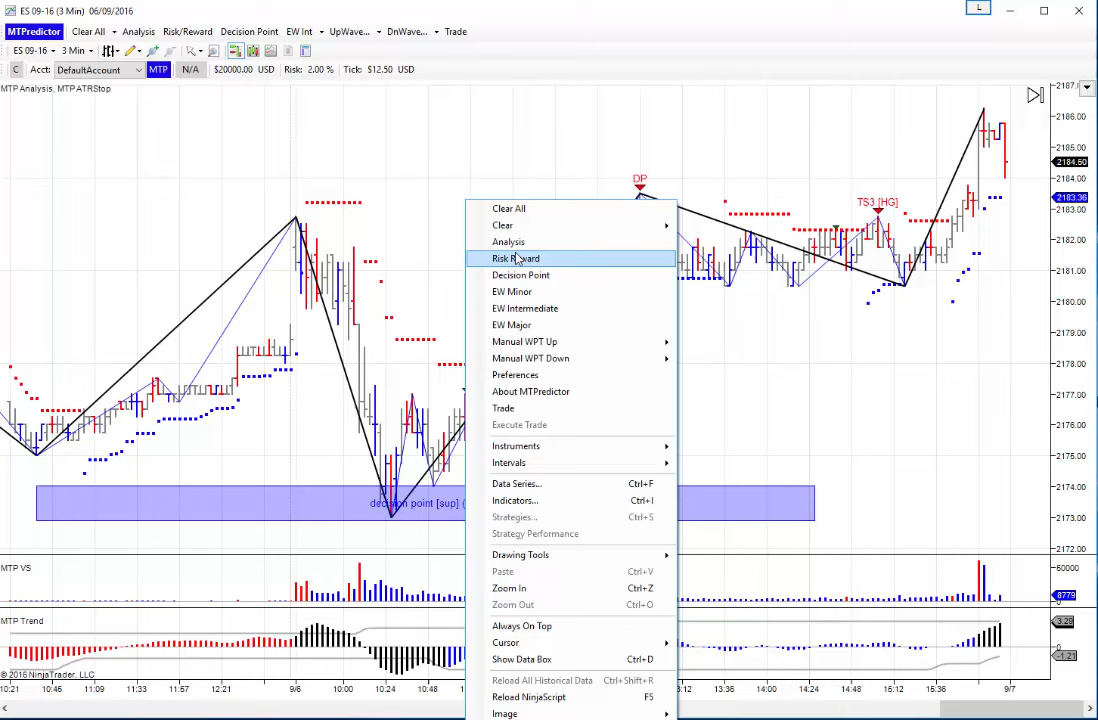 ES 09-16 (3 Min) 06/09/2016
L
MTPredictor Clear All Analysis Risk/Reward Decision Point EW Int UpWave... DnWave... Trade
ES 09-16 3 Min
C Acct: DefaultAccount MTP N/A $20000.00 USD Risk: 2.00 % Tick: $12.50 USD
MTP Analysis, MTP ATRStop
2187.
2186.00
2185.00
2184.50
2184.00
2183.36
2183.00
2182.00
2181.00
2180.00
2179.00
2178.00
2177.00
2176.00
2175.00
2174.00
2173.00
2172.00
DP
TS3 [HG]
decision point [sup] (
Clear All
Clear
Analysis
Risk Reward
Decision Point
EW Minor
EW Intermediate
EW Major
Manual WPT Up
Manual WPT Down
Preferences
About MTPredictor
Trade
Execute Trade
Instruments
Intervals
Data Series... Ctrl+F
Indicators... Ctrl+I
Strategies... Ctrl+S
Strategy Performance
Drawing Tools
Paste Ctrl+V
Zoom In Ctrl+Z
Zoom Out Ctrl+O
Always On Top
Cursor
Show Data Box Ctrl+D
Reload All Historical Data Ctrl+Shift+R
Reload NinjaScript F5
Image
MTP VS
60000
8779
0
MTP Trend
3.29
0
-1.21
© 2016 NinjaTrader, LLC
10:21 10:45 11:09 11:33 11:57 12:21 9/6 10:00 10:24 10:48 13:12 13:36 14:00 14:24 14:48 15:12 15:36 9/7